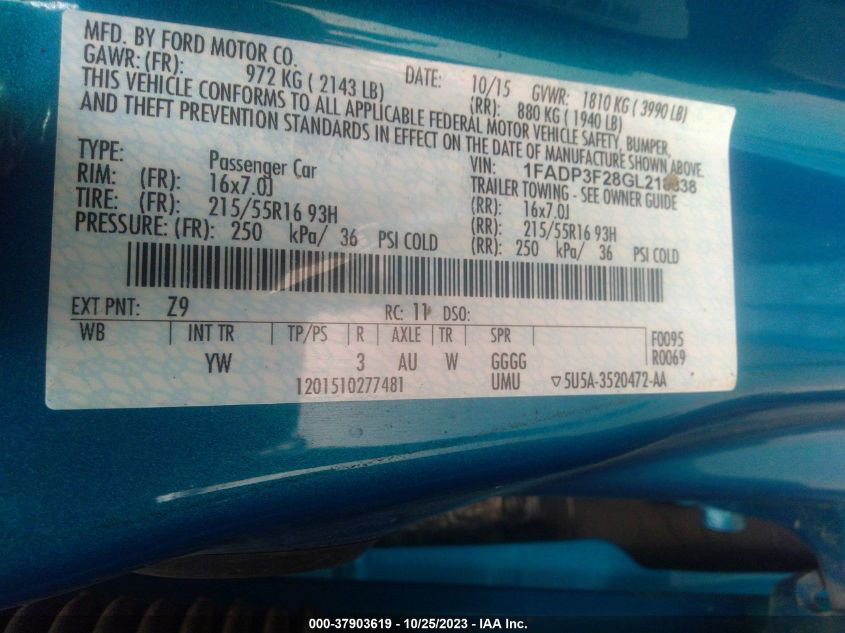 MFD. BY FORD MOTOR CO.
DATE: 10/15 GVWR: 1810 KG ( 3990 LB)
GAWR: (FR): 972 KG ( 2143 LB) (RR): 880 KG ( 1940 LB)
THIS VEHICLE CONFORMS TO ALL APPLICABLE FEDERAL MOTOR VEHICLE SAFETY, BUMPER,
AND THEFT PREVENTION STANDARDS IN EFFECT ON THE DATE OF MANUFACTURE SHOWN ABOVE.
VIN:
TYPE: Passenger Car TRAILER TOWING - SEE OWNER GUIDE
RIM: (FR): 16x7.0J (RR): 16x7.0J
TIRE: (FR): 215/55R16 93H (RR): 215/55R16 93H
PRESSURE: (FR): 250 kPa/ 36 PSI COLD (RR): 250 kPa/ 36 PSI COLD
EXT PNT: Z9 RC: 11 DSO:
WB INT TR TP/PS R AXLE TR SPR F0095
YW 3 AU W GGGG R0069
1201510277481 UMU ▽5U5A-3520472-AA
000-37903619 - 10/25/2023 - IAA Inc.